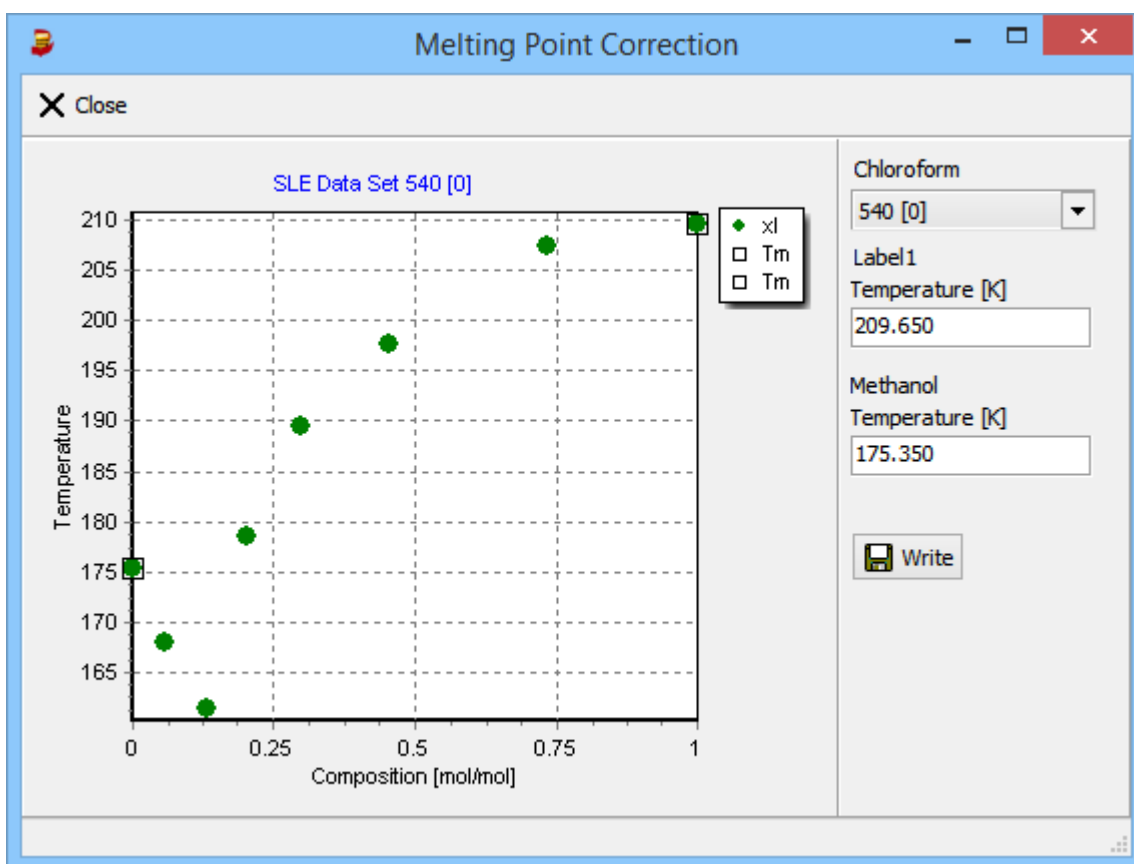 Melting Point Correction
Close
SLE Data Set 540 [0]
210
205
200
195
190
185
180
175
170
165
Temperature
0
0.25
0.5
0.75
1
Composition [mol/mol]
xl
Tm
Tm
Chloroform
540 [0]
Label1
Temperature [K]
209.650
Methanol
Temperature [K]
175.350
Write